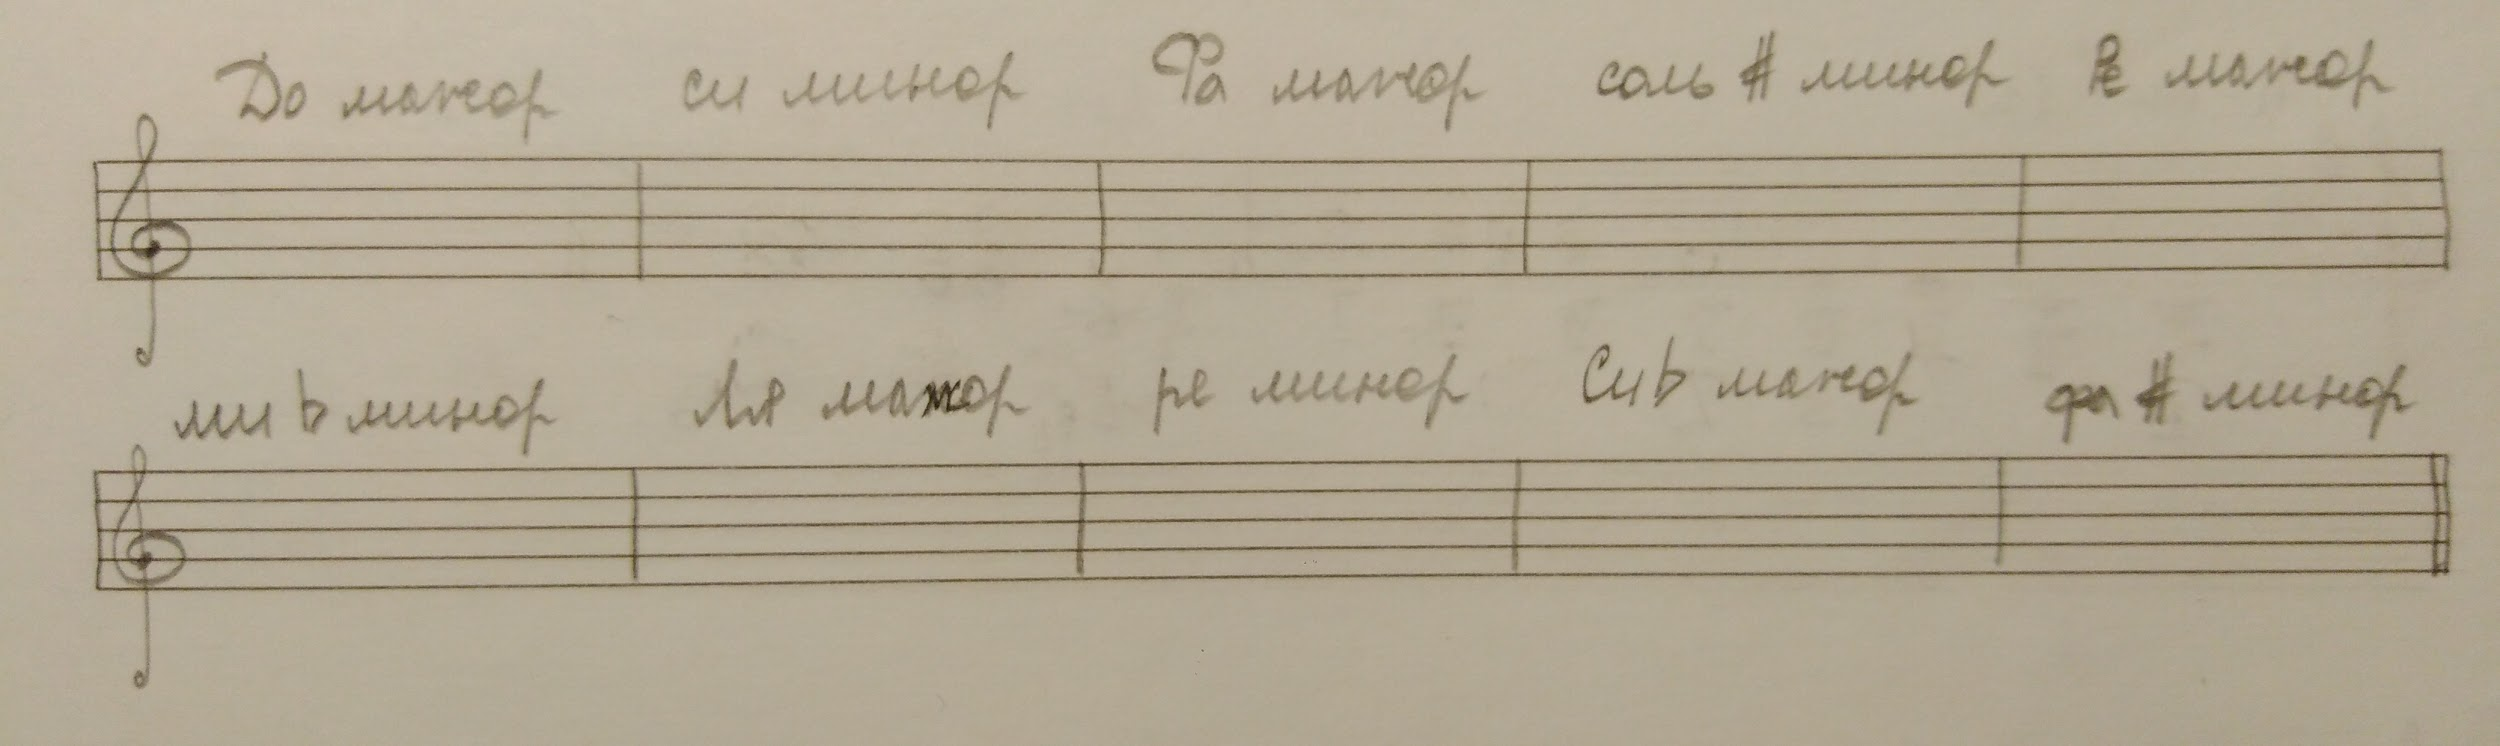 До мажор си минор Фа мажор соль # минор Ре мажор
ми b минор Ля мажор ре минор Си b мажор фа # минор